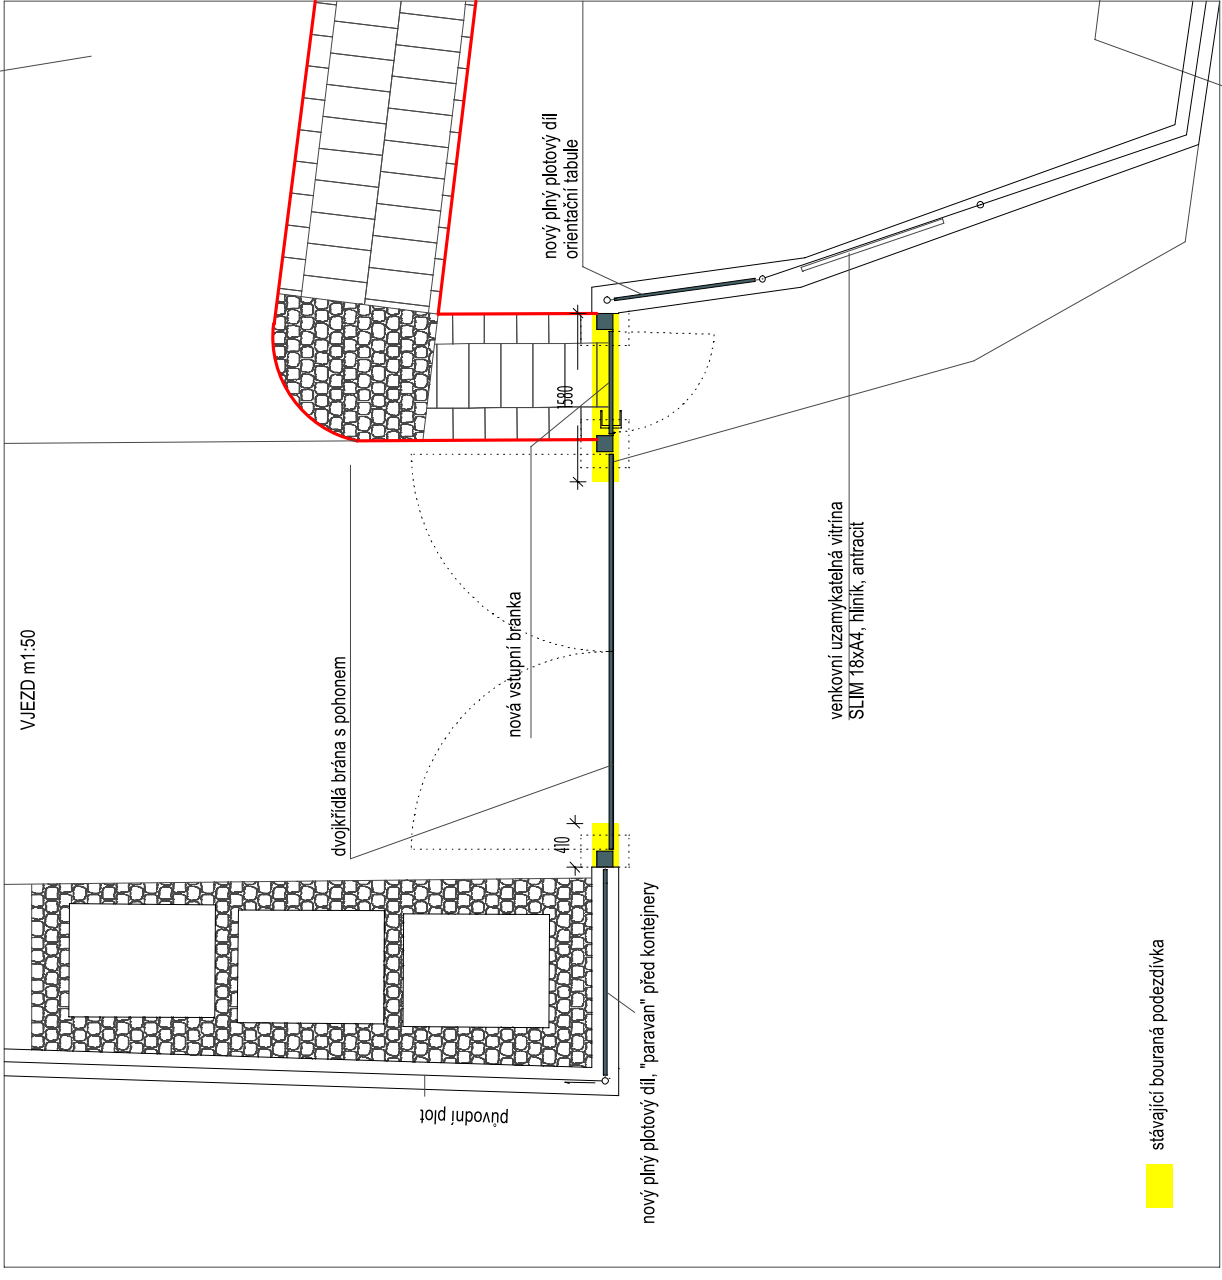 VJEZD m1:50
dvojkřídlá brána s pohonem
nová vstupní branka
nový plný plotový díl
orientační tabule
1580
410
venkovní uzamykatelná vitrína
SLIM 18xA4, hliník, antracit
původní plot
nový plný plotový díl, "paravan" před kontejnery
stávající bouraná podezdívka